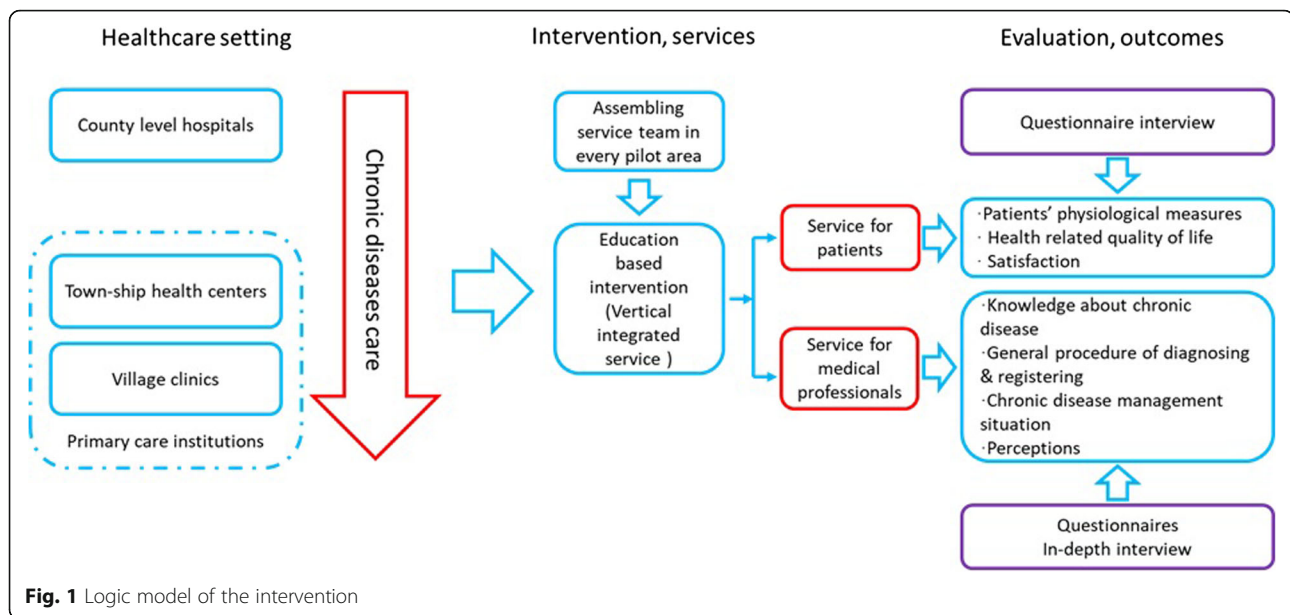 Healthcare setting
County level hospitals
Town-ship health centers
Village clinics
Primary care institutions
Chronic diseases care
Intervention, services
Assembling
service team in
every pilot area
Education
based
intervention
(Vertical
integrated
service )
Service for
patients
Service for
medical
professionals
Evaluation, outcomes
Questionnaire interview
·Patients’ physiological measures
· Health related quality of life
· Satisfaction
·Knowledge about chronic
disease
·General procedure of diagnosing
& registering
·Chronic disease management
situation
·Perceptions
Questionnaires
In-depth interview
Fig. 1 Logic model of the intervention